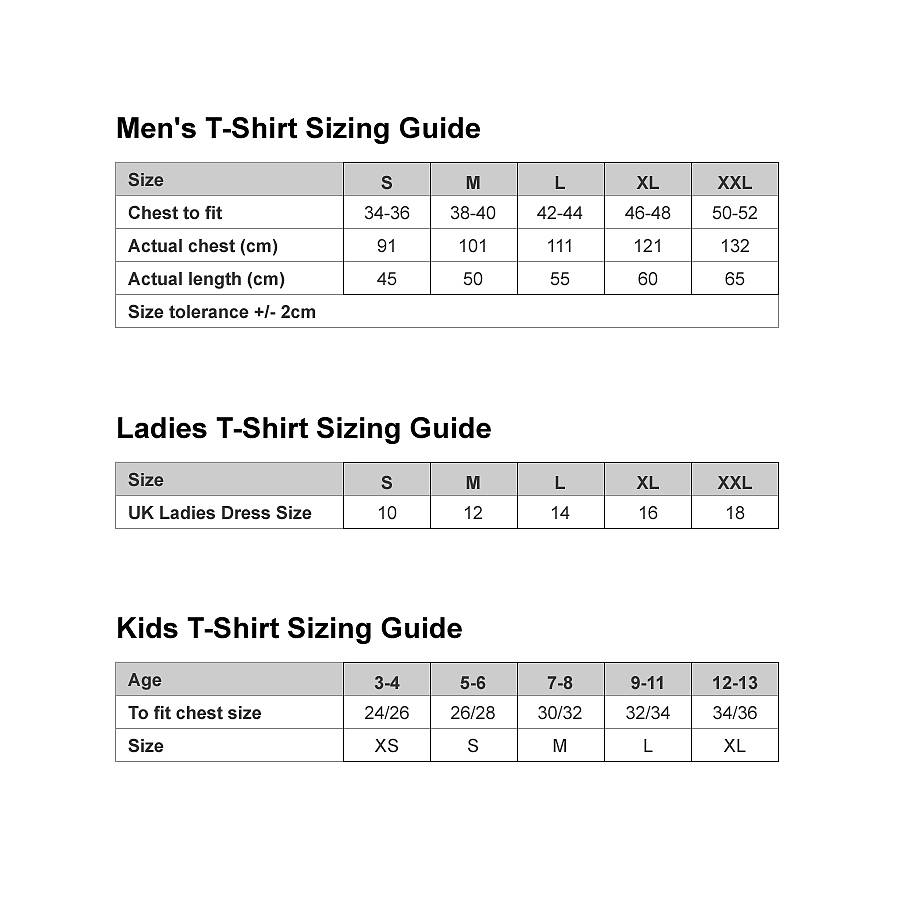 Men's T-Shirt Sizing Guide
Size S M L XL XXL
Chest to fit 34-36 38-40 42-44 46-48 50-52
Actual chest (cm) 91 101 111 121 132
Actual length (cm) 45 50 55 60 65
Size tolerance +/- 2cm
Ladies T-Shirt Sizing Guide
Size S M L XL XXL
UK Ladies Dress Size 10 12 14 16 18
Kids T-Shirt Sizing Guide
Age 3-4 5-6 7-8 9-11 12-13
To fit chest size 24/26 26/28 30/32 32/34 34/36
Size XS S M L XL